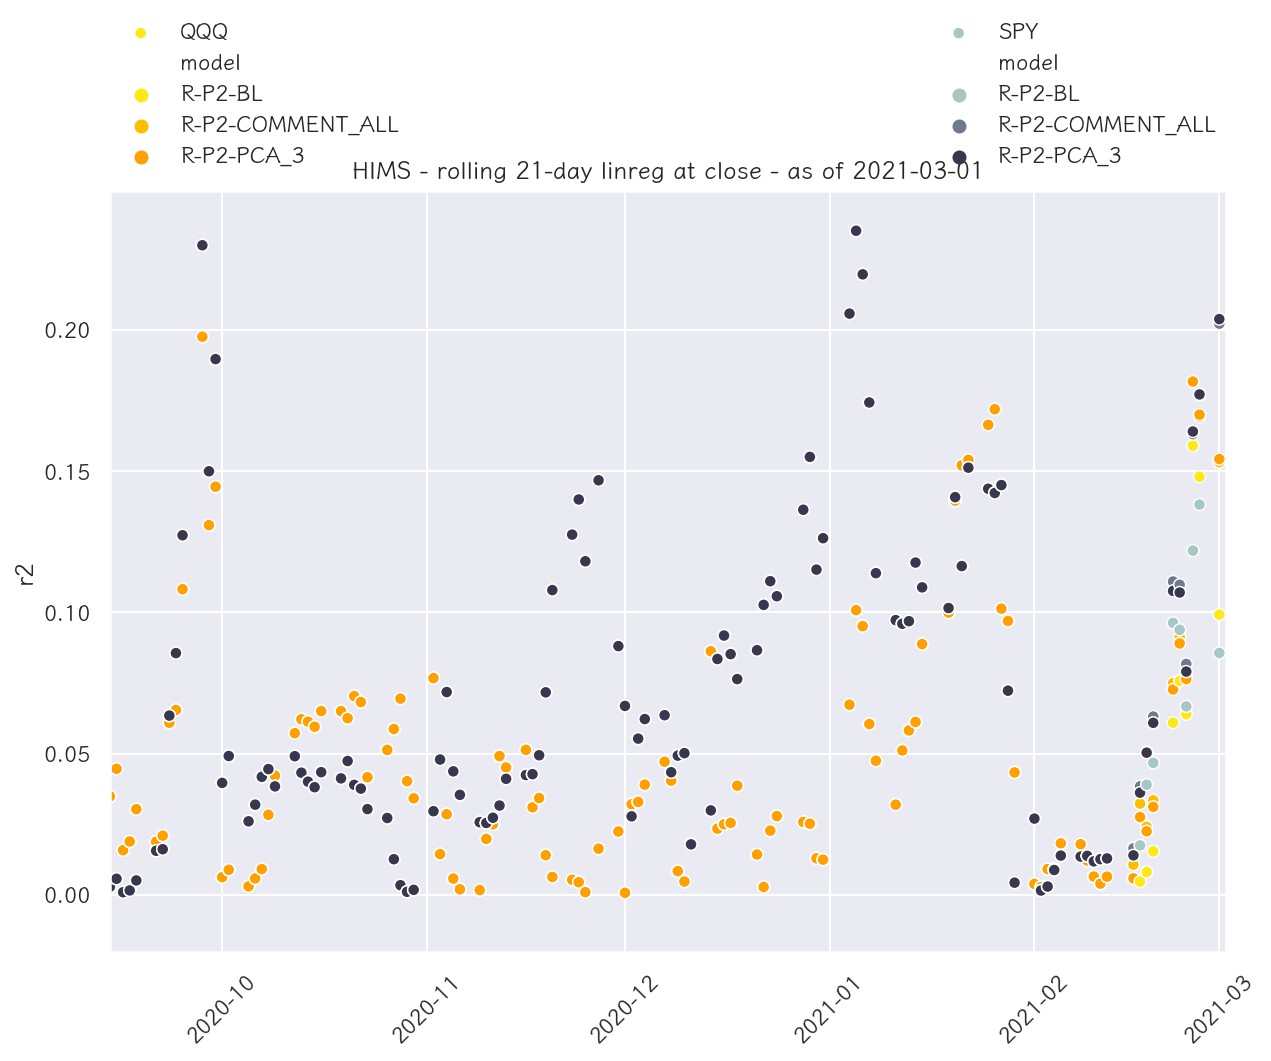 QQQ
model
R-P2-BL
R-P2-COMMENT_ALL
R-P2-PCA_3
SPY
model
R-P2-BL
R-P2-COMMENT_ALL
R-P2-PCA_3
HIMS - rolling 21-day linreg at close - as of 2021-03-01
r2
0.20
0.15
0.10
0.05
0.00
2020-10
2020-11
2020-12
2021-01
2021-02
2021-03